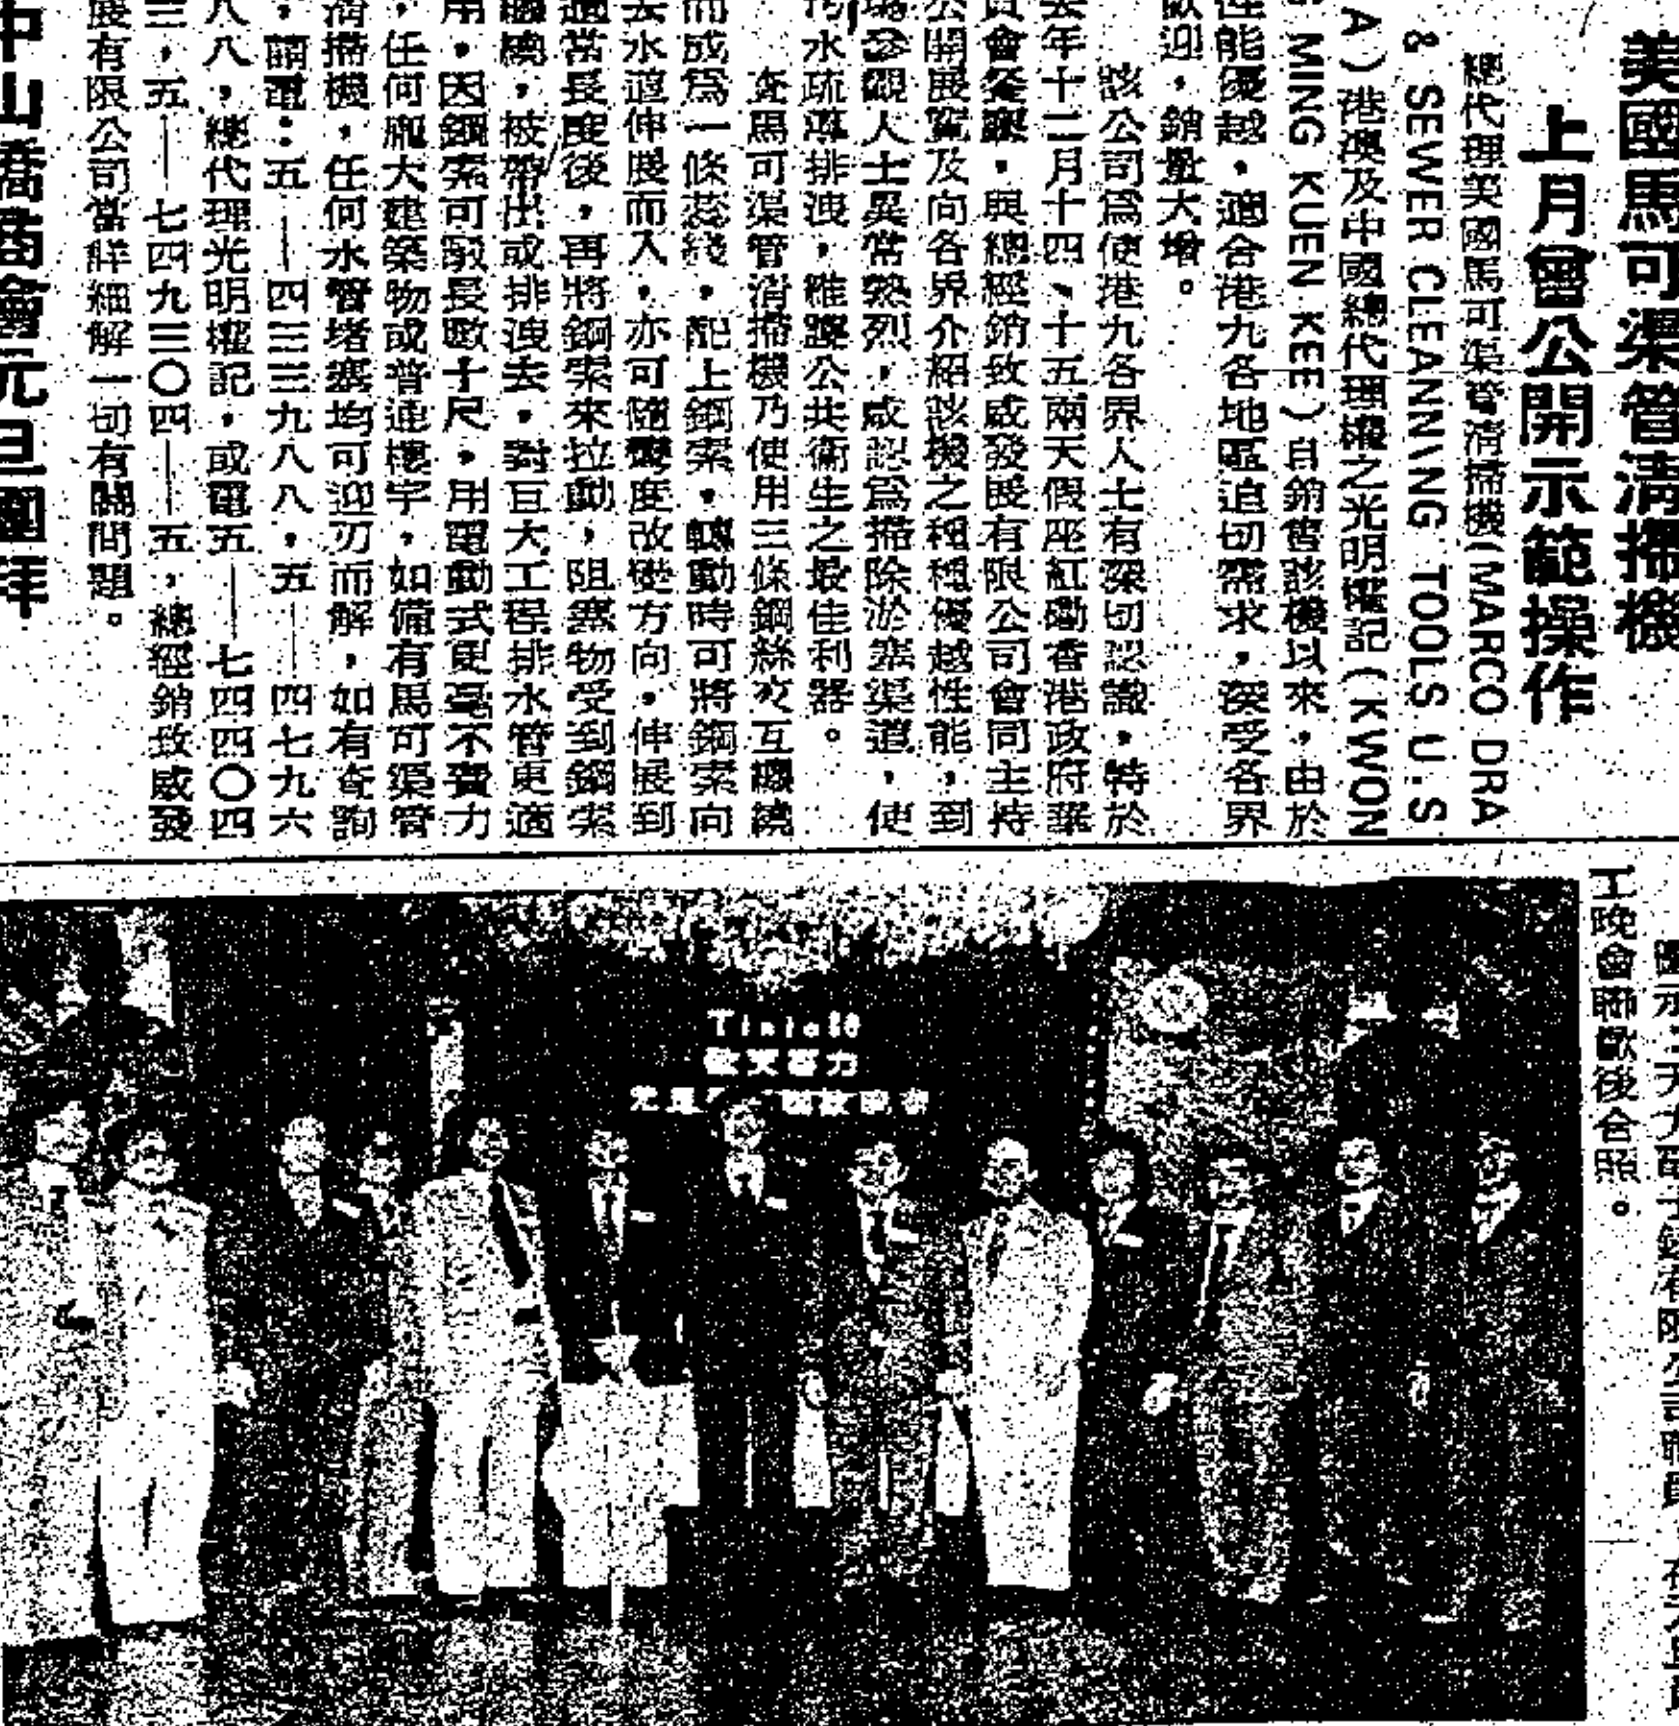 美國馬可渠管清掃機
上月曾公開示範操作
總代理美國馬可渠管清掃機(MARCO DRA
& SEWER CLEANNING TOOLS U.S
A)港澳及中國總代理權之光明權記(KWON
G MING KUEN KEE)自銷售該機以來,由於
性能優越,適合港九各地區迫切需求,深受各界
歡迎,銷量大增。
該公司爲使港九各界人士有深切認識,特於
去年十二月十四、十五兩天假座紅磡香港政府華
員會,與總經銷致威發展有限公司會同主持
公開展覽及向各界介紹該機之種種優越性能,到
場參觀人士異常熱烈,咸認爲掃除淤塞渠道,使
污水疏導排洩,維護公共衞生之最佳利器。
查馬可渠管清掃機乃使用三條鋼絲交互纏繞
而成爲一條蕊綫,配上鋼索,轉動時可將鋼索向
去水道伸展而入,亦可隨彎度改變方向,伸展到
適常長度後,再將鋼索來拉動,阻塞物受到鋼索
纏繞,被帶出或排洩去,對巨大工程排水管更適
用,因鋼索可駁長數十尺,用電動式更毫不費力
,任何龐大建築物或普通樓宇,如備有馬可渠管
清掃機,任何水管堵塞均可迎刃而解,如有查詢
,請電:五——四三三九八八,五——四七九六
八八,總代理光明權記,或電五——七四四〇四
三,五——七四九三〇四——五,總經銷致威發
展有限公司當詳細解一切有關問題。
中山僑商會元旦團拜
工晚會聯歡後合照。